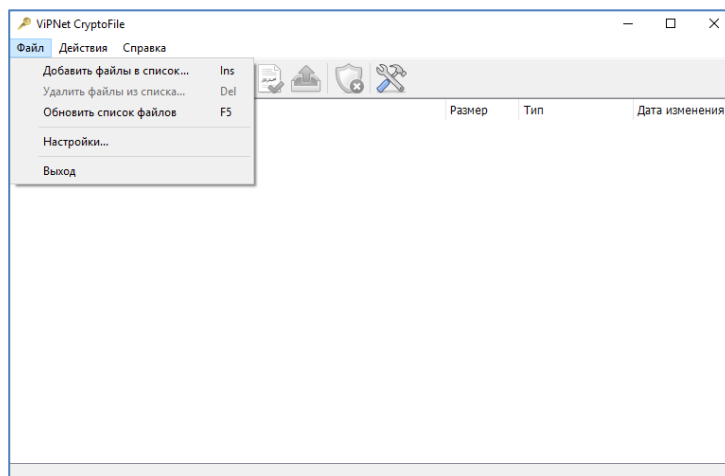 ViPNet CryptoFile
Файл Действия Справка
Добавить файлы в список... Ins
Удалить файлы из списка... Del
Обновить список файлов F5
Настройки...
Выход
Размер Тип Дата изменения